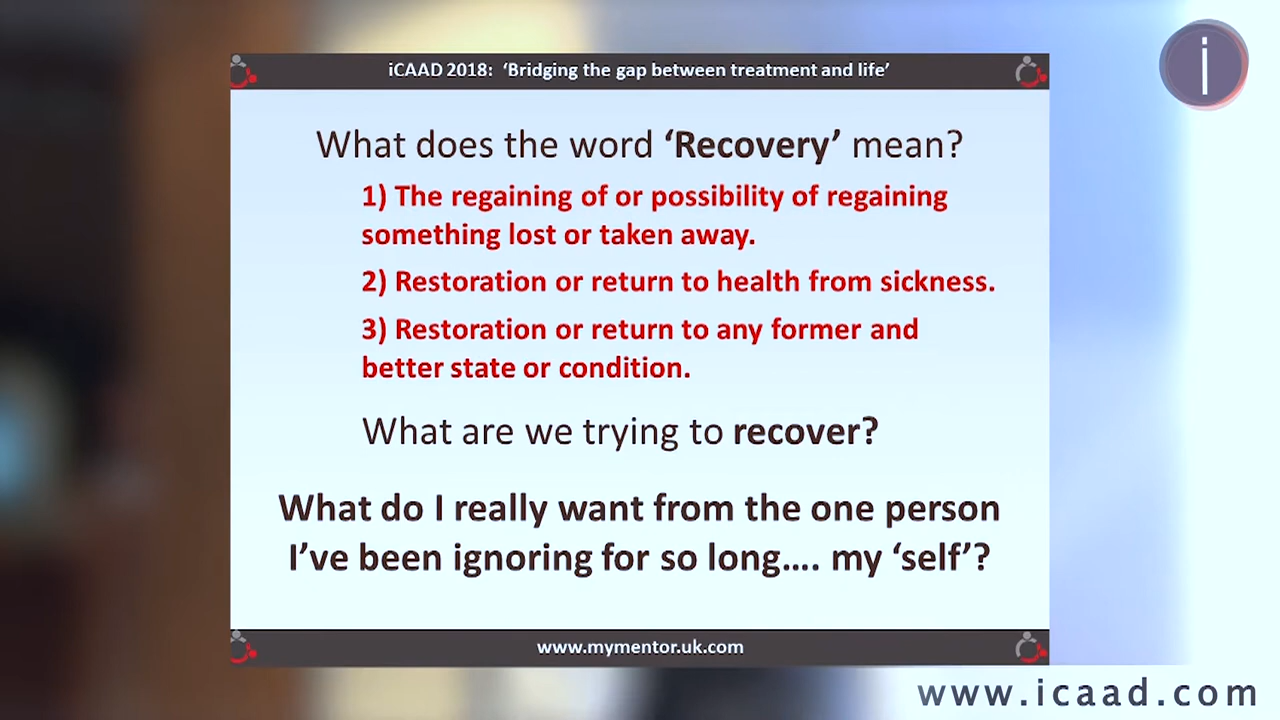 iCAAD 2018:  ‘Bridging the gap between treatment and life’
i
What does the word ‘Recovery’ mean?
1) The regaining of or possibility of regaining
something lost or taken away.
2) Restoration or return to health from sickness.
3) Restoration or return to any former and
better state or condition.
What are we trying to recover?
What do I really want from the one person
I’ve been ignoring for so long.... my ‘self’?
www.mymentor.uk.com
www.icaad.com